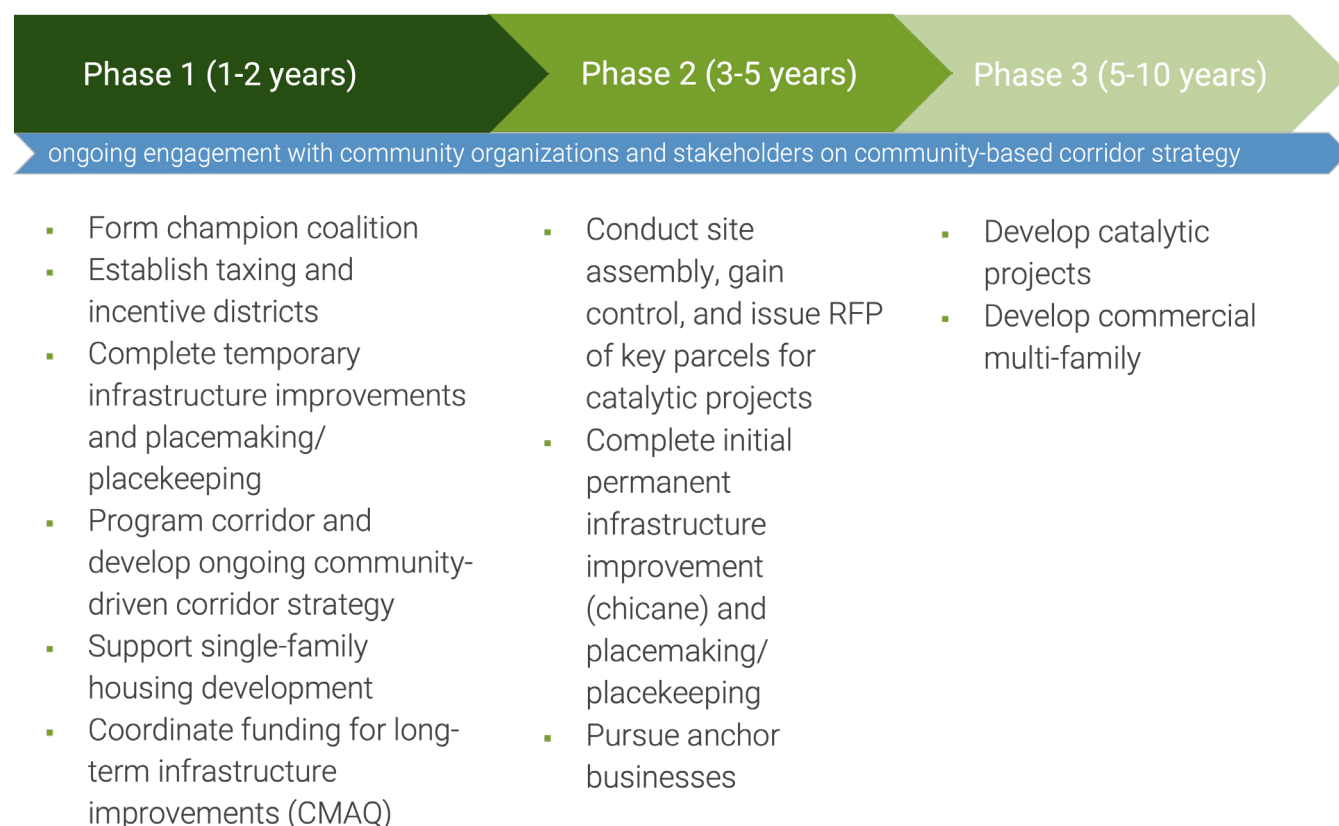 Phase 1 (1-2 years)
Phase 2 (3-5 years)
Phase 3 (5-10 years)
ongoing engagement with community organizations and stakeholders on community-based corridor strategy
▪ Form champion coalition
▪ Establish taxing and
incentive districts
▪ Complete temporary
infrastructure improvements
and placemaking/
placekeeping
▪ Program corridor and
develop ongoing community-
driven corridor strategy
▪ Support single-family
housing development
▪ Coordinate funding for long-
term infrastructure
improvements (CMAQ)
▪ Conduct site
assembly, gain
control, and issue RFP
of key parcels for
catalytic projects
▪ Complete initial
permanent
infrastructure
improvement
(chicane) and
placemaking/
placekeeping
▪ Pursue anchor
businesses
▪ Develop catalytic
projects
▪ Develop commercial
multi-family